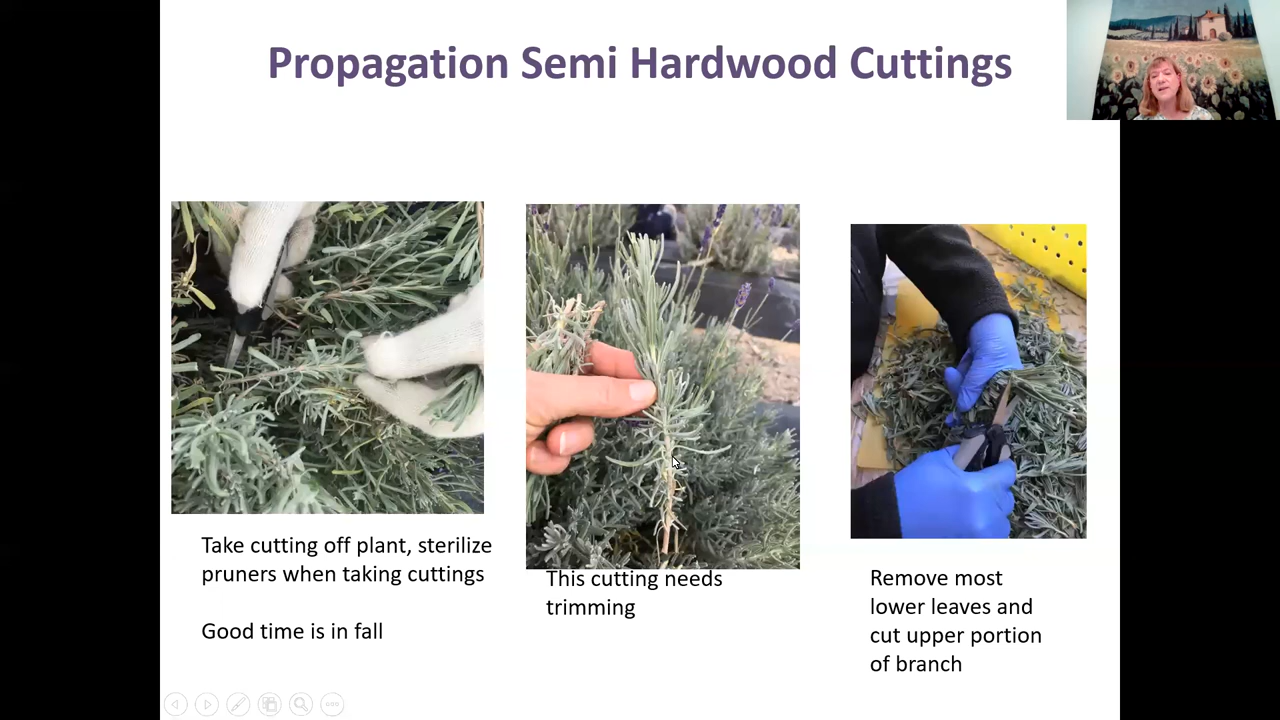 Propagation Semi Hardwood Cuttings
Take cutting off plant, sterilize
pruners when taking cuttings
Good time is in fall
This cutting needs
trimming
Remove most
lower leaves and
cut upper portion
of branch